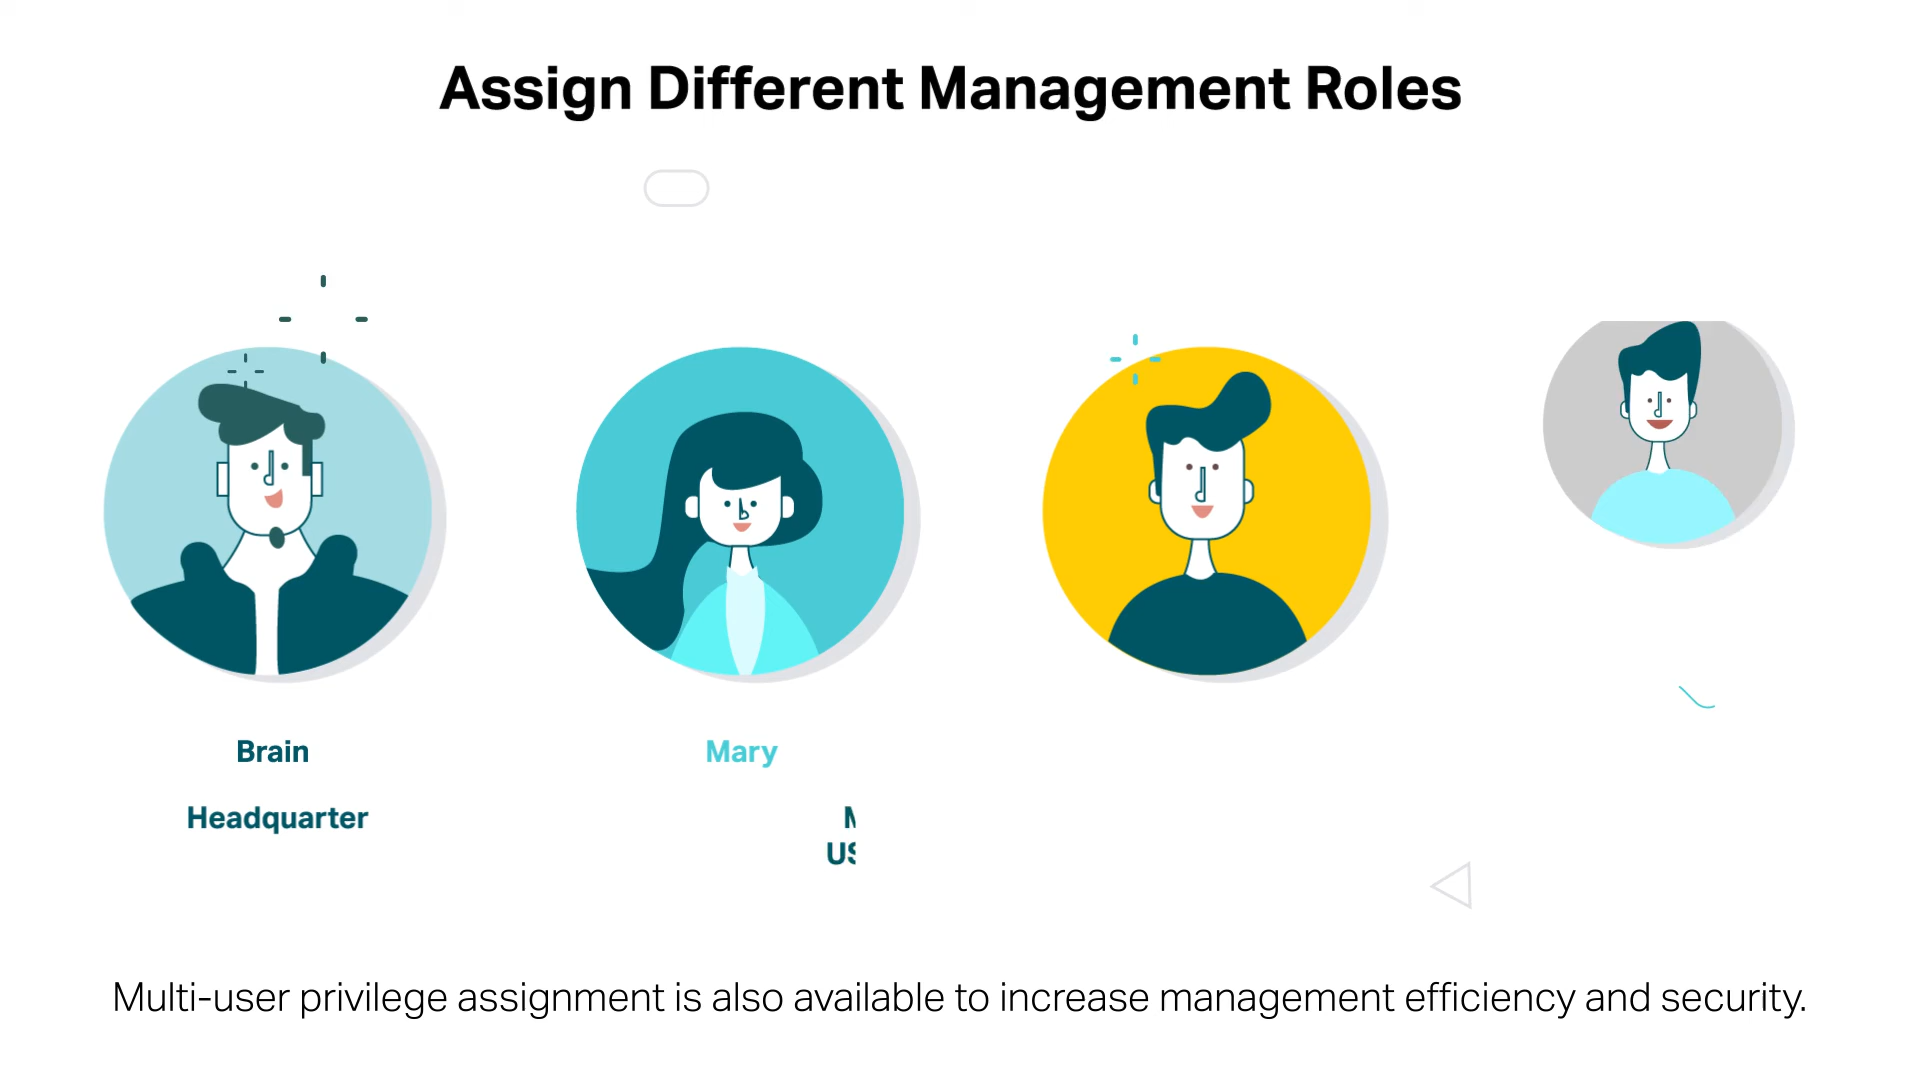 Assign Different Management Roles
Brain
Mary
Headquarter
Multi-user privilege assignment is also available to increase management efficiency and security.